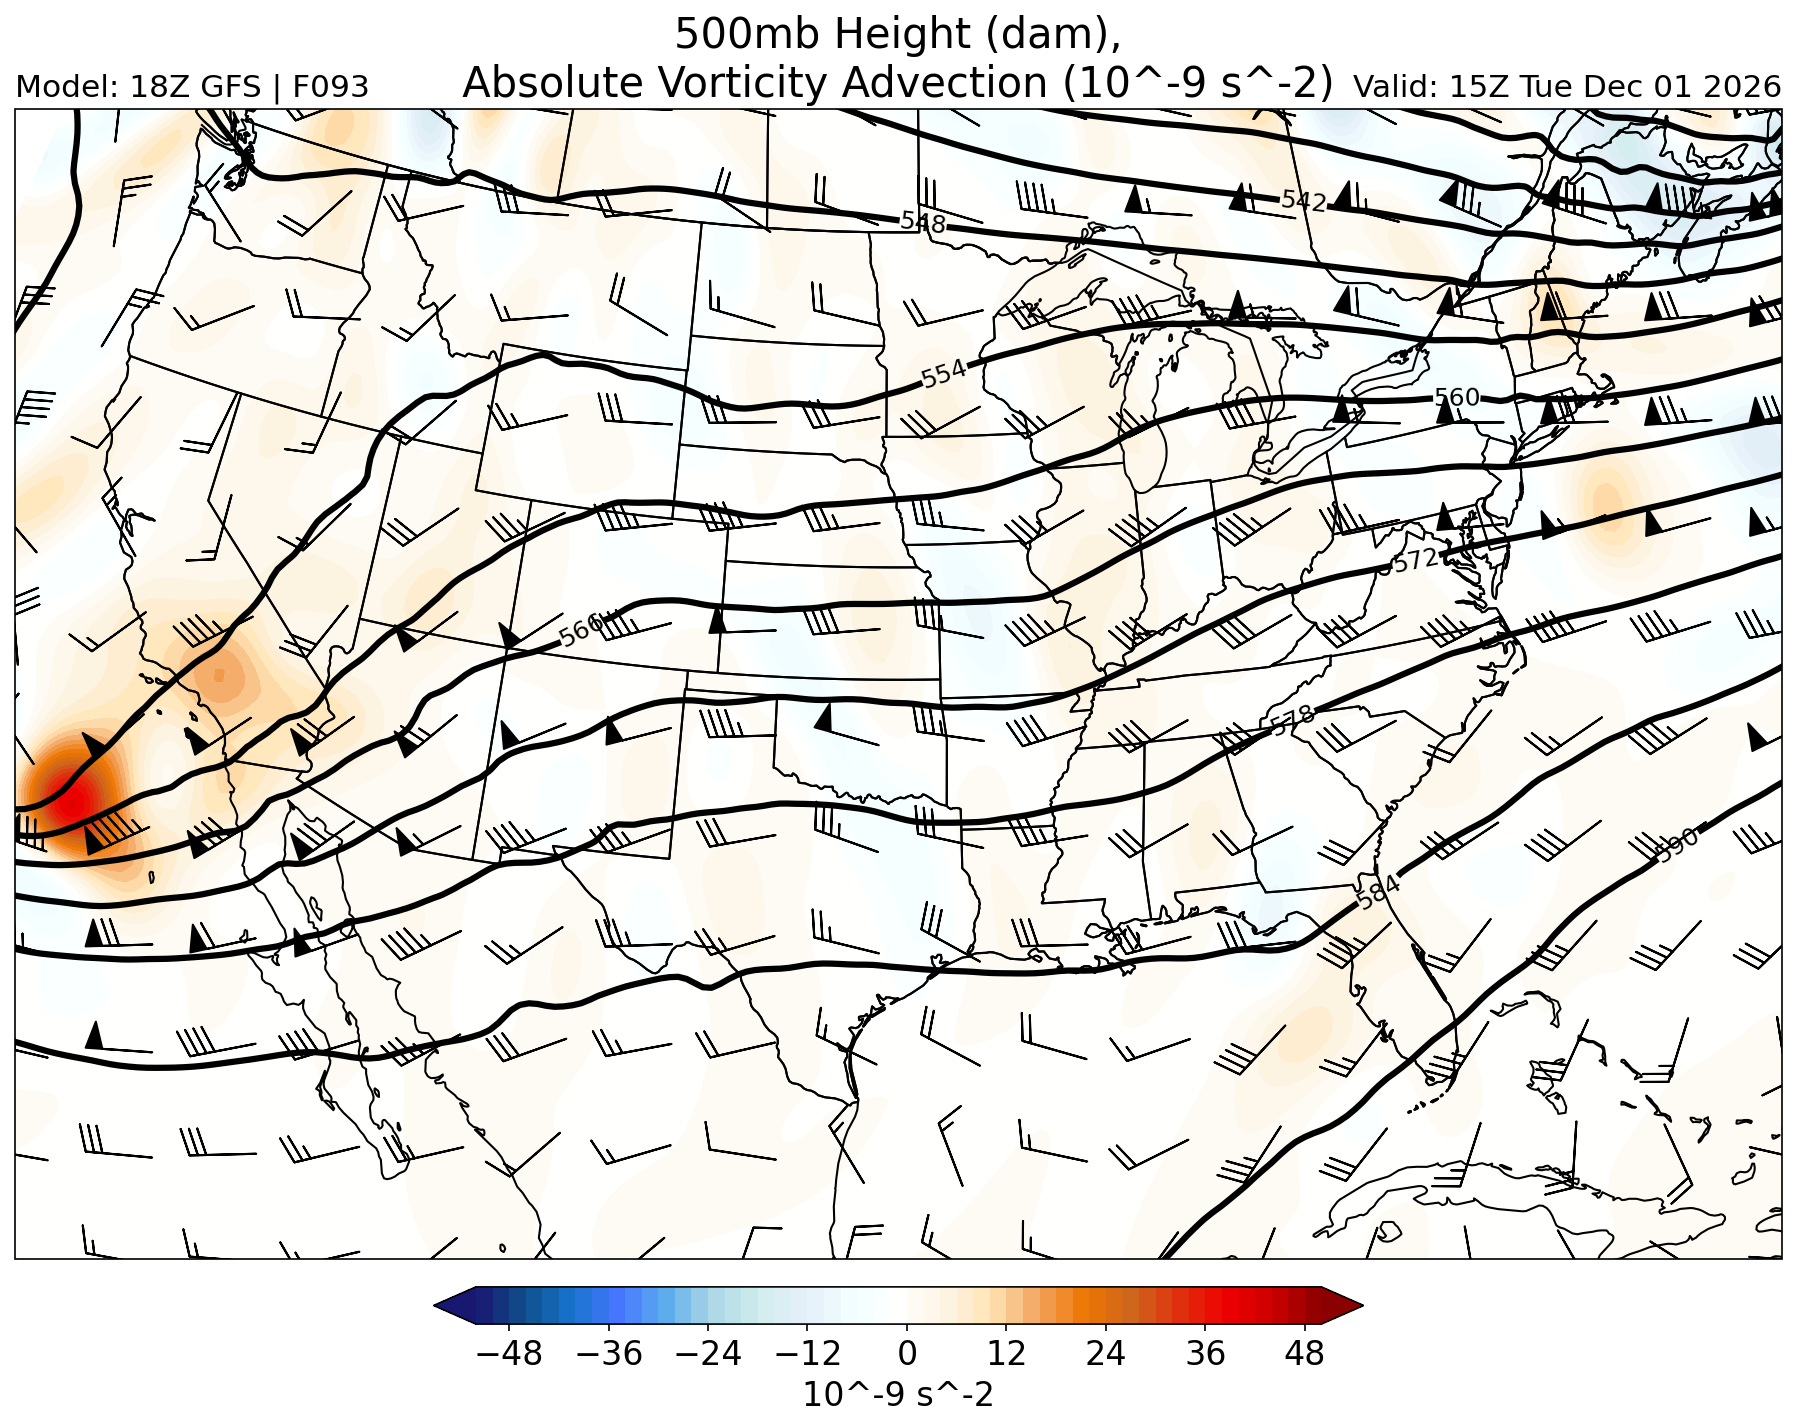 500mb Height (dam),
Model: 18Z GFS | F093
Absolute Vorticity Advection (10^-9 s^-2)
Valid: 15Z Tue Dec 01 2026
542
548
554
560
572
566
578
584
590
−48 −36 −24 −12 0 12 24 36 48
10^-9 s^-2